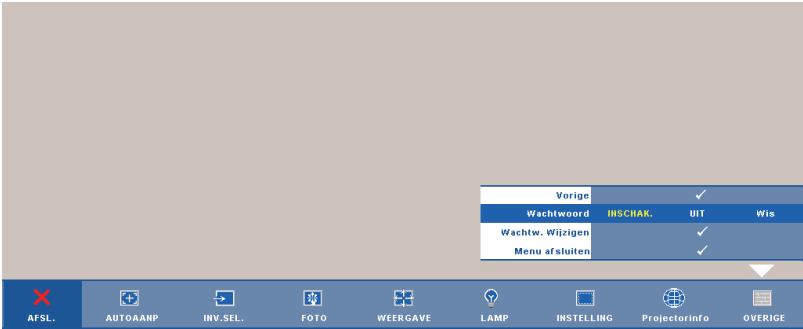 Vorige
Wachtwoord INSCHAK. UIT Wis
Wachtw. Wijzigen
Menu afsluiten
AFSL. AUTOAANP INV.SEL. FOTO WEERGAVE LAMP INSTELLING Projectorinfo OVERIGE